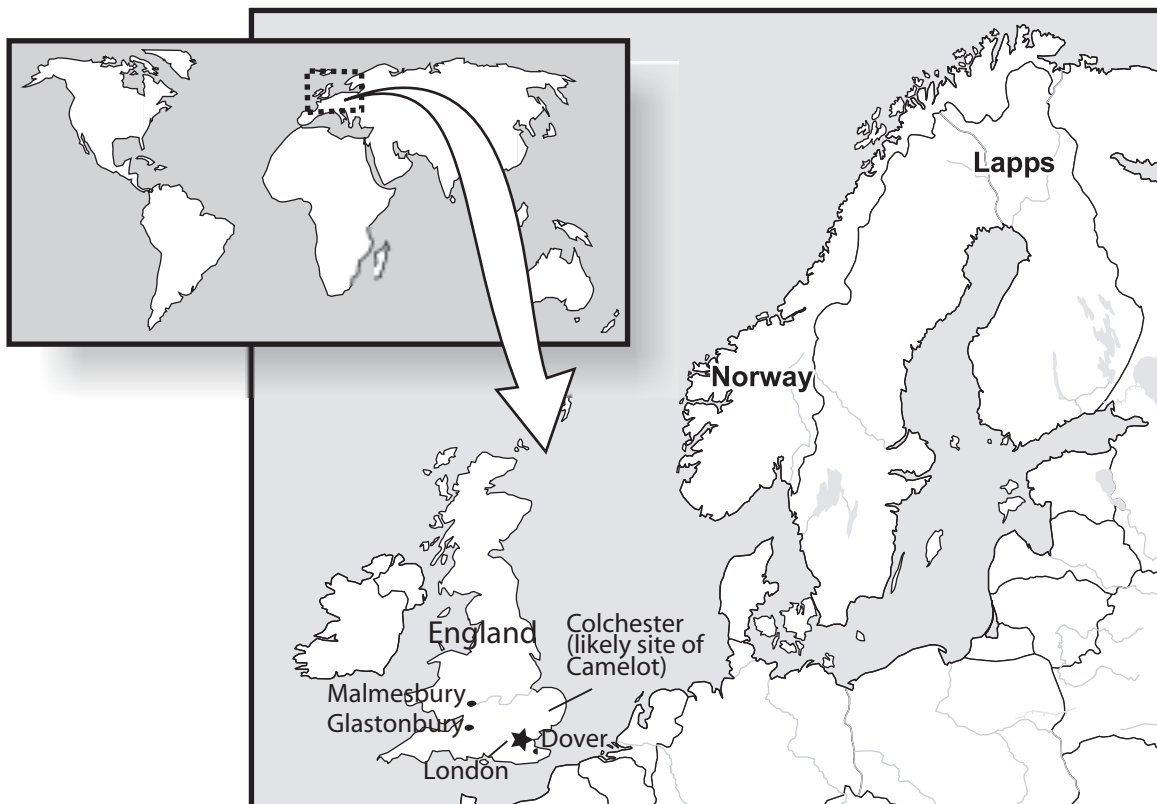 Lapps
Norway
England
Colchester
(likely site of
Camelot)
Malmesbury
Glastonbury
Dover
London